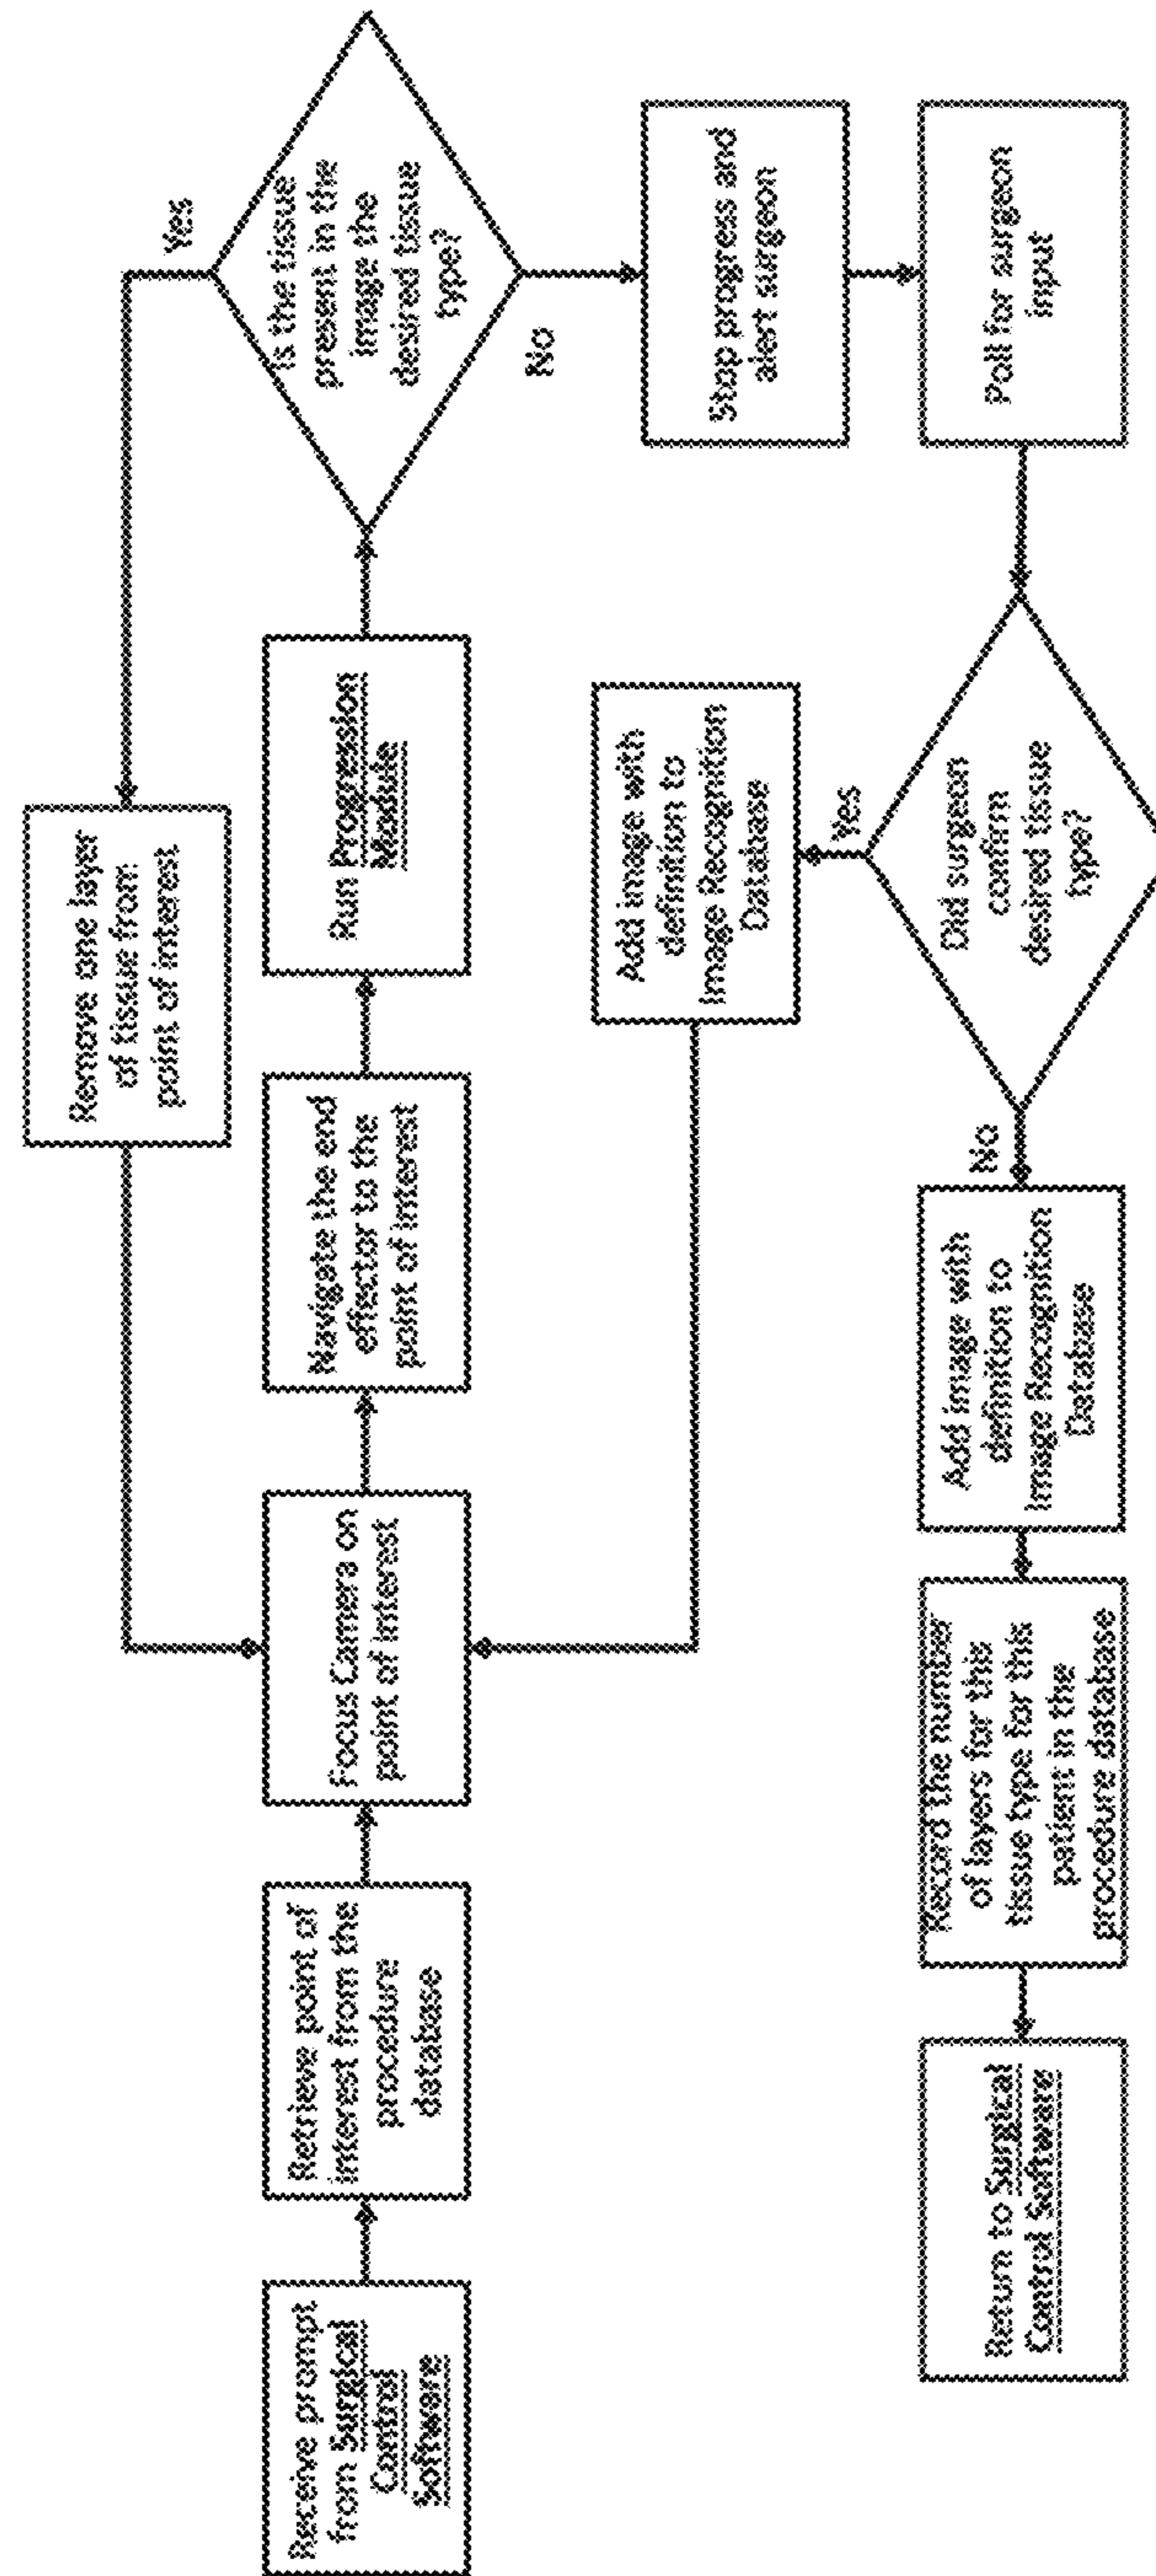 Receive prompt
from Surgical
Control
Software
Retrieve point of
interest from the
procedure
database
Focus Camera on
point of interest
Navigate the end
effector to the
point of interest
Run Progression
Module
Is the tissue
present in the
image the
desired tissue
type?
Yes
Remove one layer
of tissue from
point of interest
No
Stop progress and
alert surgeon
Poll for surgeon
input
Did surgeon
confirm
desired tissue
type?
Yes
Add image with
definition to
Image Recognition
Database
No
Add image with
definition to
Image Recognition
Database
Record the number
of layers for this
tissue type for this
patient in the
procedure database
Return to Surgical
Control Software